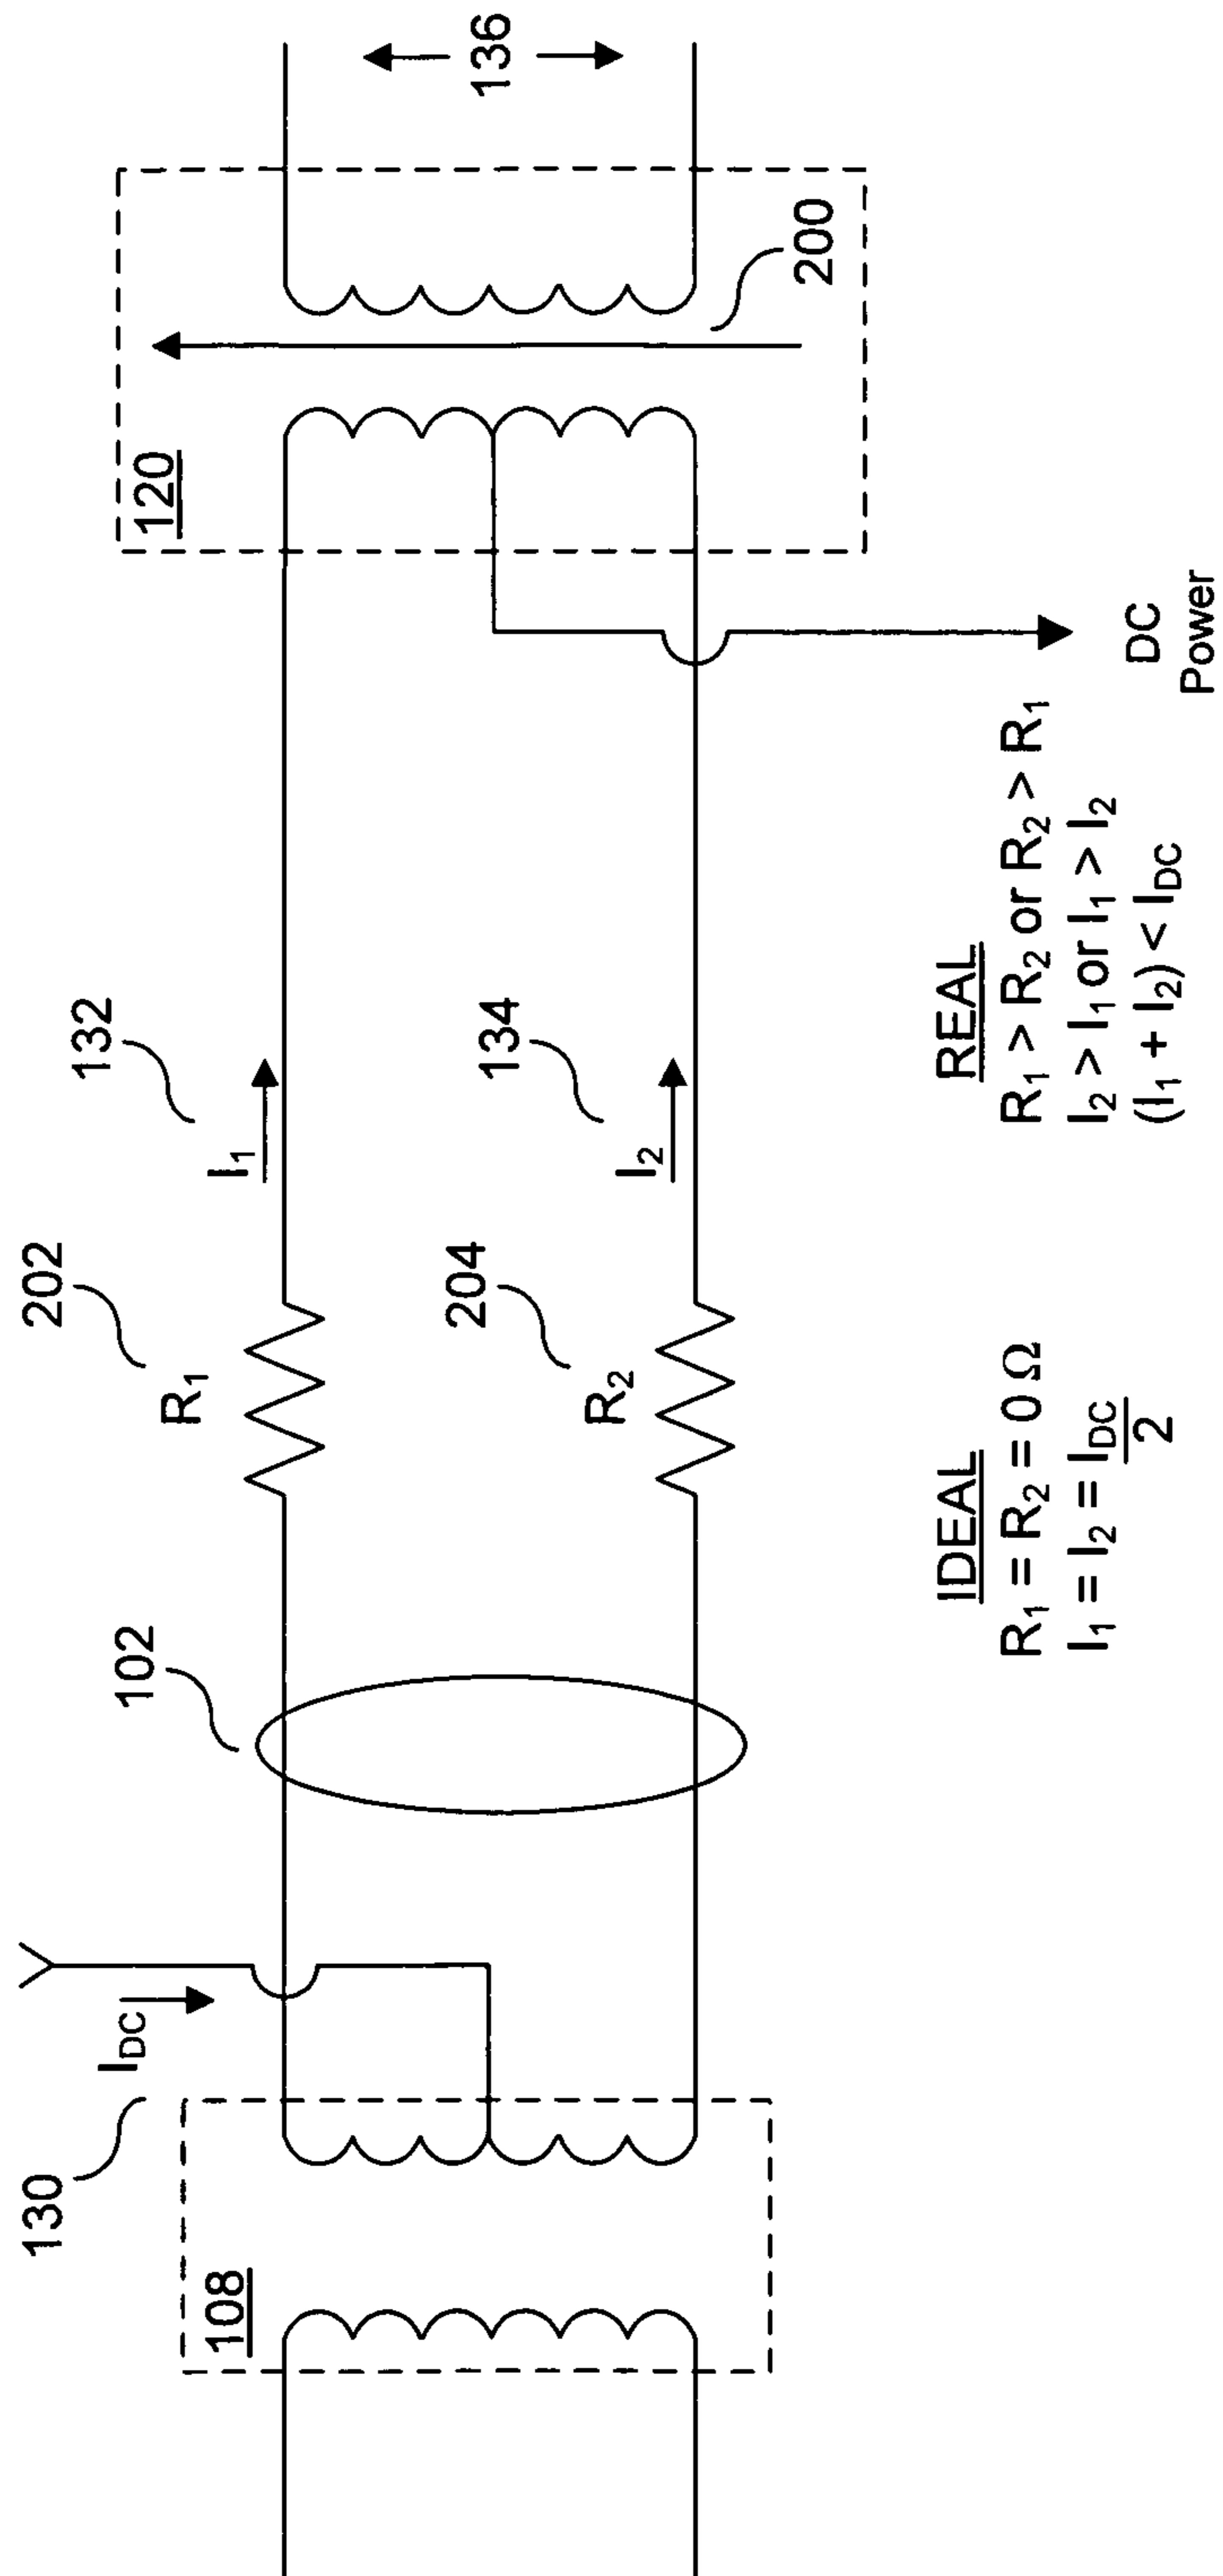 136
120
200
DC
Power
132
I₁
134
I₂
202
R₁
204
R₂
102
I_DC
130
108
IDEAL
R₁ = R₂ = 0 Ω
I₁ = I₂ = I_DC
2
REAL
R₁ > R₂ or R₂ > R₁
I₂ > I₁ or I₁ > I₂
(I₁ + I₂) < I_DC